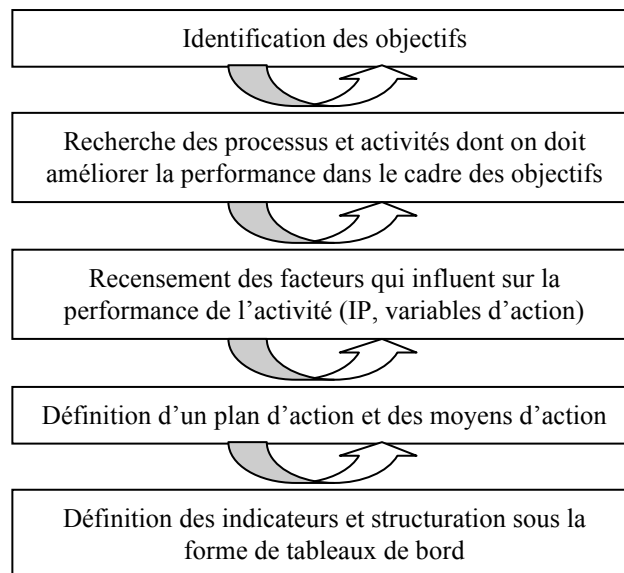 Identification des objectifs
Recherche des processus et activités dont on doit
améliorer la performance dans le cadre des objectifs
Recensement des facteurs qui influent sur la
performance de l’activité (IP, variables d’action)
Définition d’un plan d’action et des moyens d’action
Définition des indicateurs et structuration sous la
forme de tableaux de bord